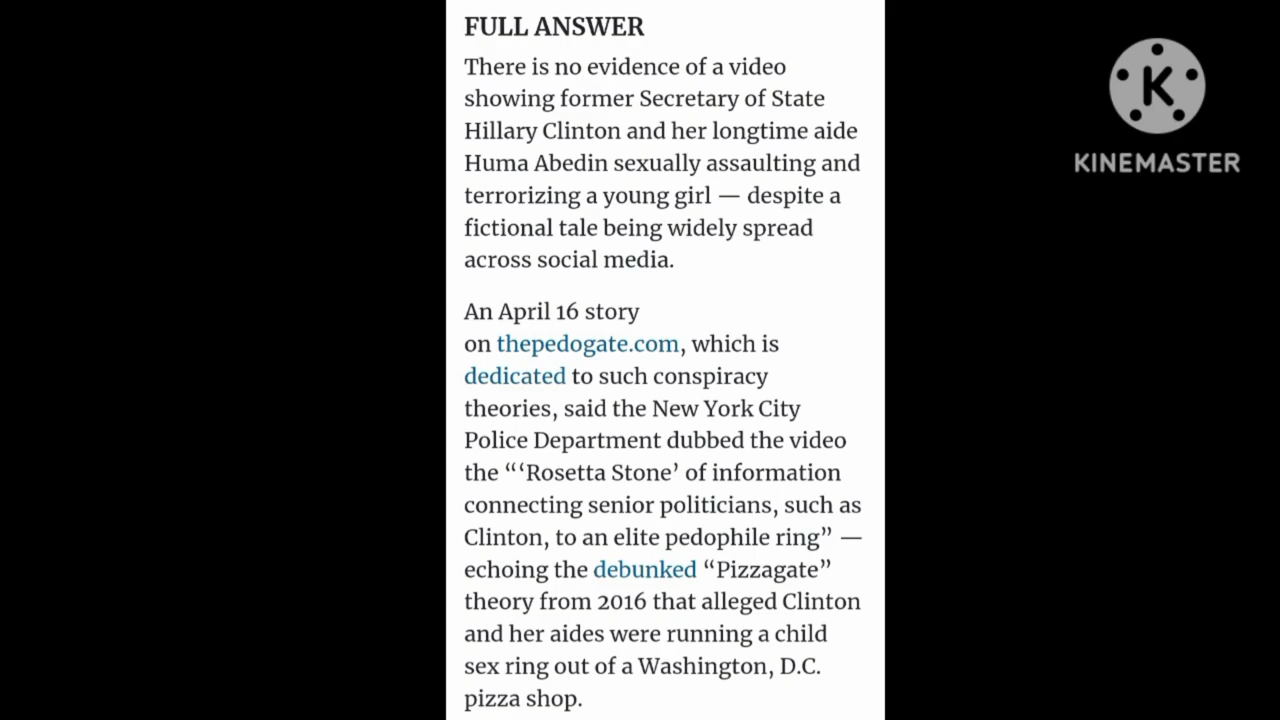 FULL ANSWER
There is no evidence of a video
showing former Secretary of State
Hillary Clinton and her longtime aide
Huma Abedin sexually assaulting and
terrorizing a young girl — despite a
fictional tale being widely spread
across social media.
An April 16 story
on thepedogate.com, which is
dedicated to such conspiracy
theories, said the New York City
Police Department dubbed the video
the “‘Rosetta Stone’ of information
connecting senior politicians, such as
Clinton, to an elite pedophile ring” —
echoing the debunked “Pizzagate”
theory from 2016 that alleged Clinton
and her aides were running a child
sex ring out of a Washington, D.C.
pizza shop.
K
KINEMASTER